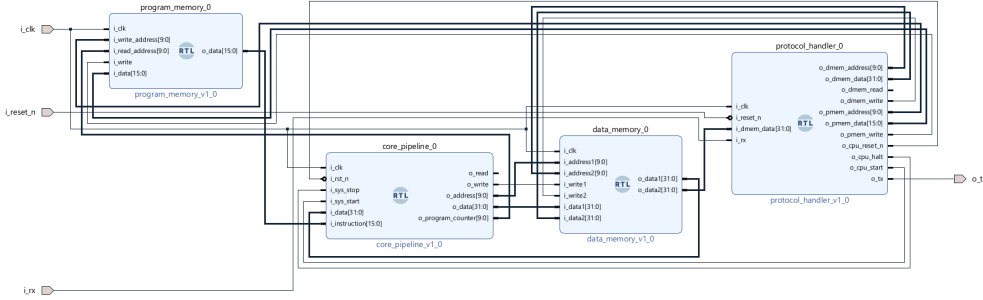 program_memory_0
i_clk
i_write_address[9:0]
i_read_address[9:0]
i_write
i_data[15:0]
RTL
o_data[15:0]
program_memory_v1_0
i_clk
i_reset_n
i_rx
core_pipeline_0
i_clk
i_rst_n
i_sys_stop
i_sys_start
i_data[31:0]
i_instruction[15:0]
RTL
o_read
o_write
o_address[9:0]
o_data[31:0]
o_program_counter[9:0]
core_pipeline_v1_0
data_memory_0
i_clk
i_address1[9:0]
i_address2[9:0]
i_write1
i_write2
i_data1[31:0]
i_data2[31:0]
RTL
o_data1[31:0]
o_data2[31:0]
data_memory_v1_0
protocol_handler_0
i_clk
i_reset_n
i_dmem_data[31:0]
i_rx
RTL
o_dmem_address[9:0]
o_dmem_data[31:0]
o_dmem_read
o_dmem_write
o_pmem_address[9:0]
o_pmem_data[15:0]
o_pmem_write
o_cpu_reset_n
o_cpu_halt
o_cpu_start
o_tx
protocol_handler_v1_0
o_t